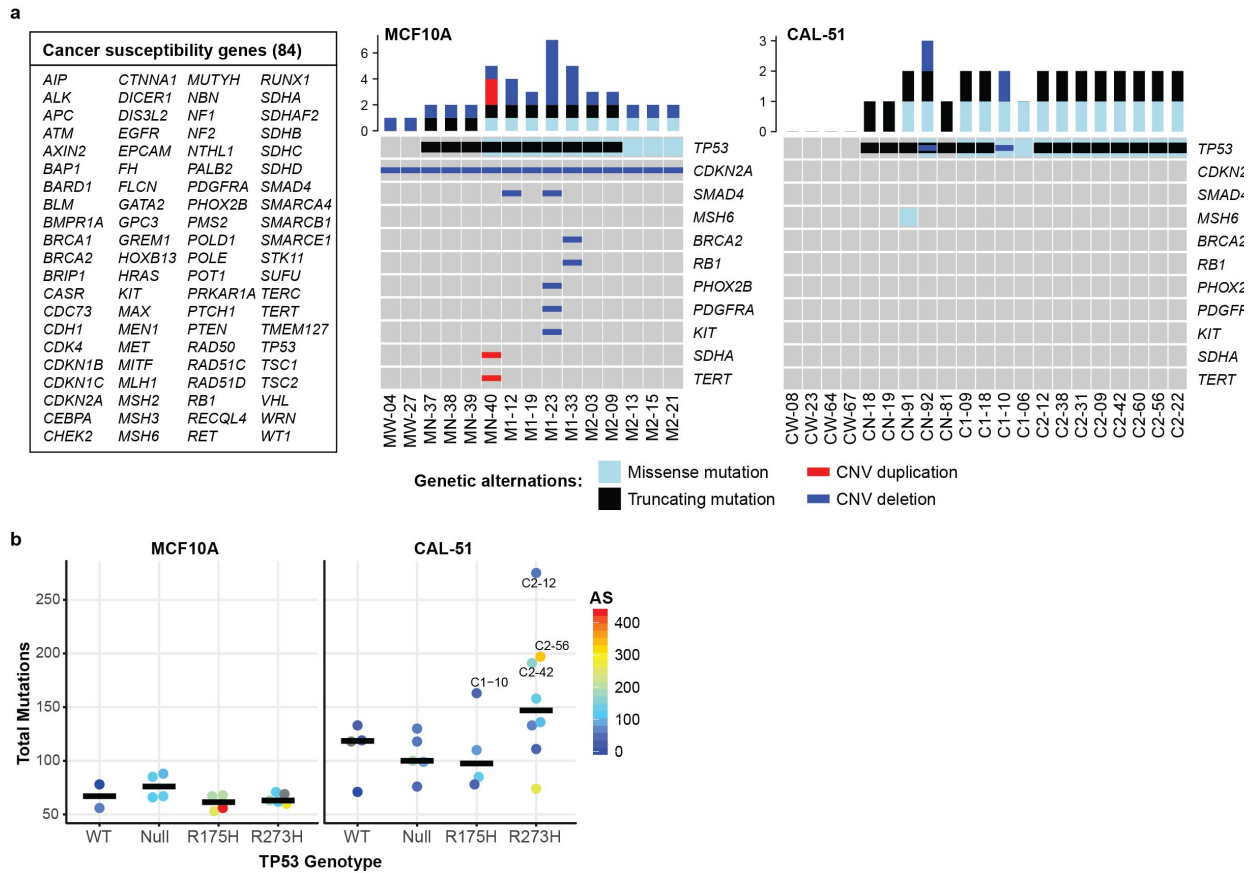 a
Cancer susceptibility genes (84)
AIP CTNNA1 MUTYH RUNX1
ALK DICER1 NBN SDHA
APC DIS3L2 NF1 SDHAF2
ATM EGFR NF2 SDHB
AXIN2 EPCAM NTHL1 SDHC
BAP1 FH PALB2 SDHD
BARD1 FLCN PDGFRA SMAD4
BLM GATA2 PHOX2B SMARCA4
BMPR1A GPC3 PMS2 SMARCB1
BRCA1 GREM1 POLD1 SMARCE1
BRCA2 HOXB13 POLE STK11
BRIP1 HRAS POT1 SUFU
CASR KIT PRKAR1A TERC
CDC73 MAX PTCH1 TERT
CDH1 MEN1 PTEN TMEM127
CDK4 MET RAD50 TP53
CDKN1B MITF RAD51C TSC1
CDKN1C MLH1 RAD51D TSC2
CDKN2A MSH2 RB1 VHL
CEBPA MSH3 RECQL4 WRN
CHEK2 MSH6 RET WT1
MCF10A
6
4
2
0
TP53
CDKN2A
SMAD4
MSH6
BRCA2
RB1
PHOX2B
PDGFRA
KIT
SDHA
TERT
MW-04 MW-27 MN-37 MN-38 MN-39 MN-40 M1-12 M1-19 M1-23 M1-33 M2-03 M2-09 M2-13 M2-15 M2-21
CAL-51
3
2
1
0
TP53
CDKN2
SMAD4
MSH6
BRCA2
RB1
PHOX2
PDGFF
KIT
SDHA
TERT
CW-08 CW-23 CW-64 CW-67 CN-18 CN-19 CN-91 CN-92 CN-81 C1-09 C1-18 C1-10 C1-06 C2-12 C2-38 C2-31 C2-09 C2-42 C2-60 C2-56 C2-22
Genetic alternations:
Missense mutation
CNV duplication
Truncating mutation
CNV deletion
b
MCF10A
CAL-51
Total Mutations
250
200
150
100
50
C2-12
C2-56
C2-42
C1-10
AS
400
300
200
100
0
WT Null R175H R273H WT Null R175H R273H
TP53 Genotype